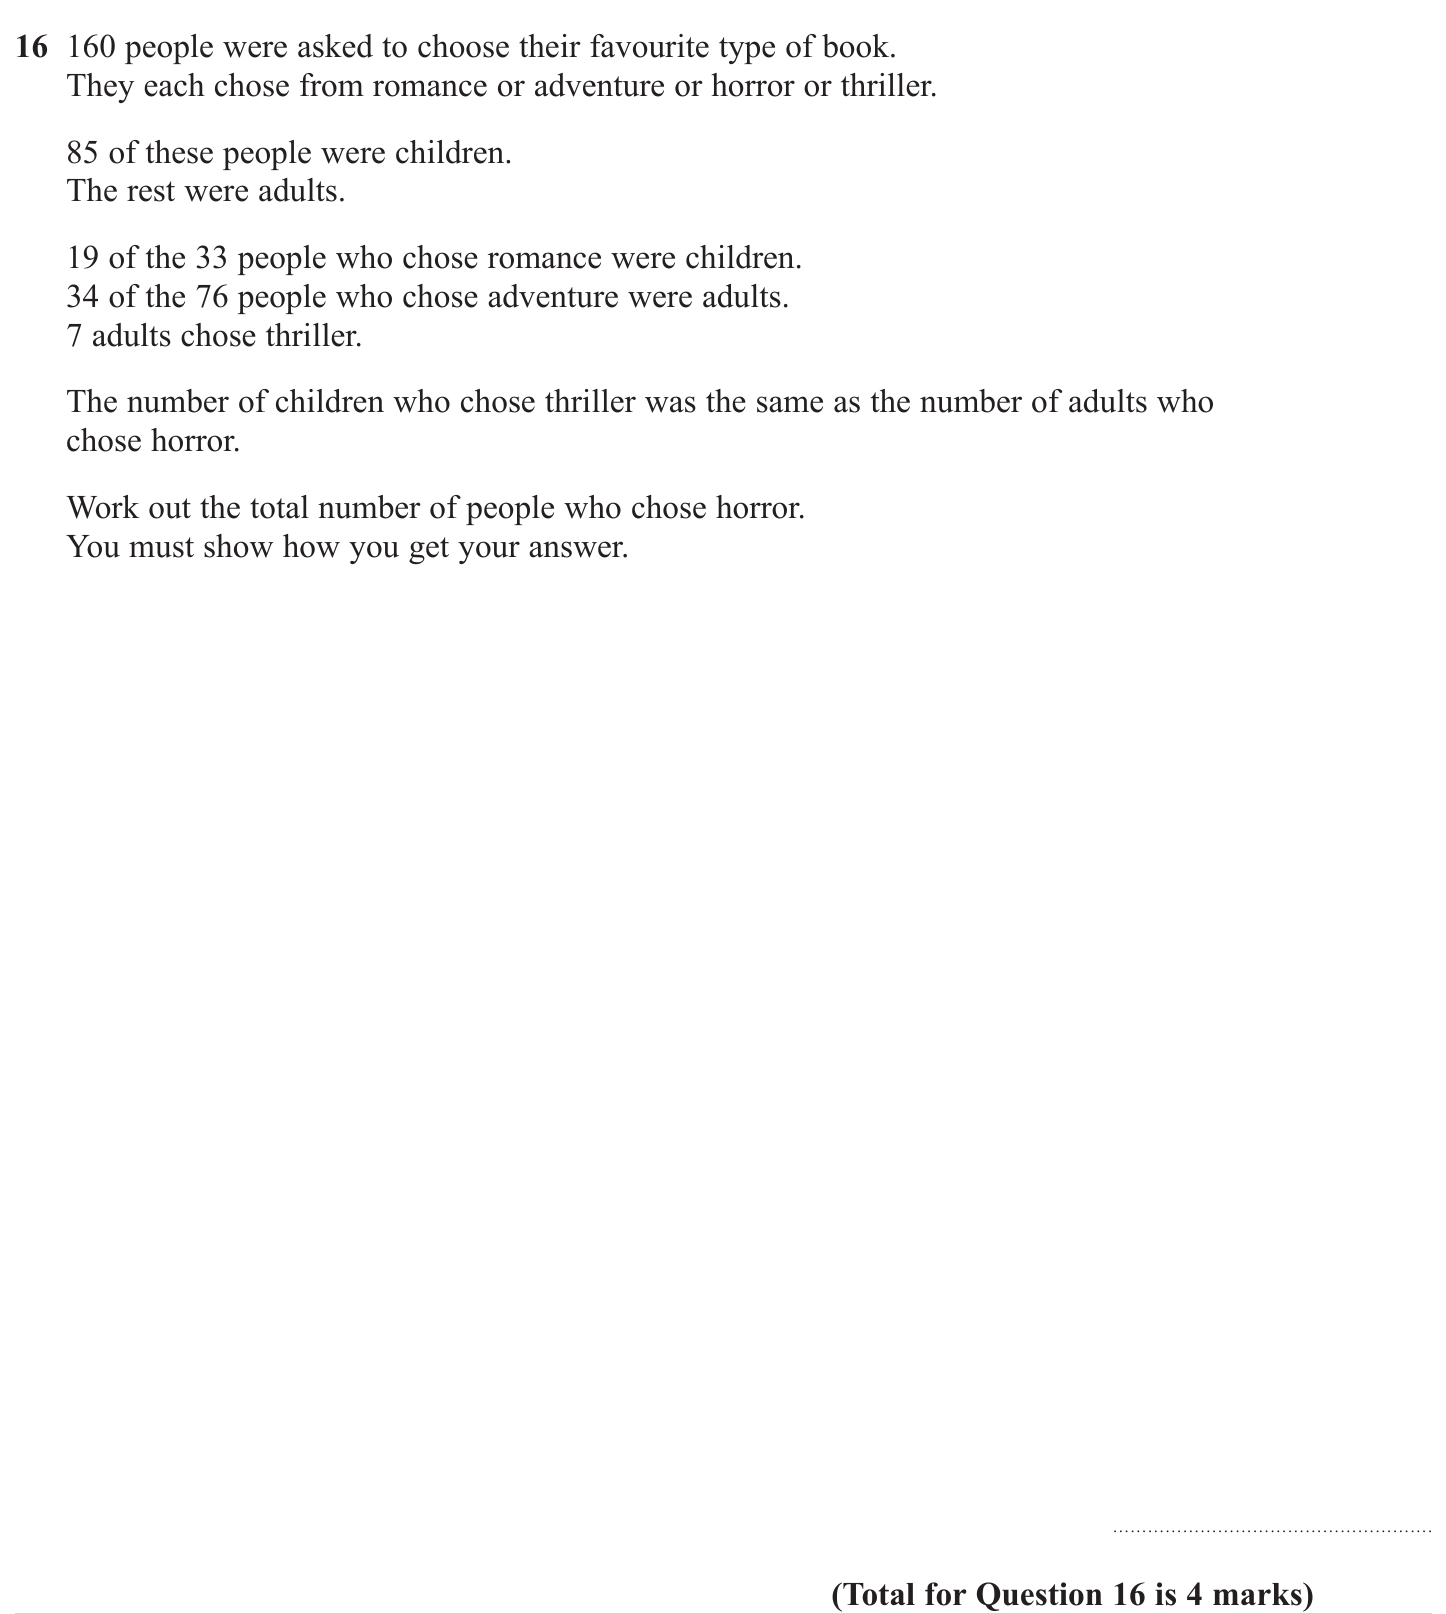 16 160 people were asked to choose their favourite type of book.
They each chose from romance or adventure or horror or thriller.
85 of these people were children.
The rest were adults.
19 of the 33 people who chose romance were children.
34 of the 76 people who chose adventure were adults.
7 adults chose thriller.
The number of children who chose thriller was the same as the number of adults who
chose horror.
Work out the total number of people who chose horror.
You must show how you get your answer.
(Total for Question 16 is 4 marks)